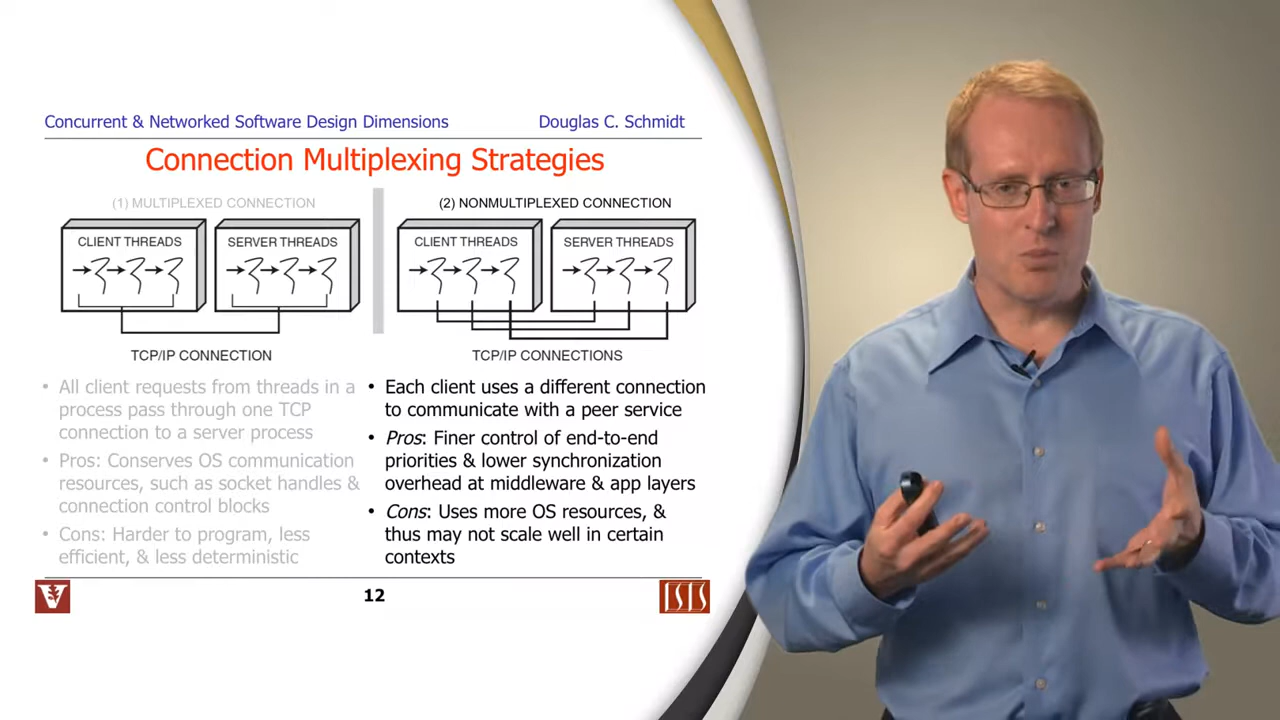 Concurrent & Networked Software Design Dimensions
Douglas C. Schmidt
Connection Multiplexing Strategies
(1) MULTIPLEXED CONNECTION
CLIENT THREADS
SERVER THREADS
TCP/IP CONNECTION
• All client requests from threads in a
process pass through one TCP
connection to a server process
• Pros: Conserves OS communication
resources, such as socket handles &
connection control blocks
• Cons: Harder to program, less
efficient, & less deterministic
(2) NONMULTIPLEXED CONNECTION
CLIENT THREADS
SERVER THREADS
TCP/IP CONNECTIONS
• Each client uses a different connection
to communicate with a peer service
• Pros: Finer control of end-to-end
priorities & lower synchronization
overhead at middleware & app layers
• Cons: Uses more OS resources, &
thus may not scale well in certain
contexts
V
12
ISIS